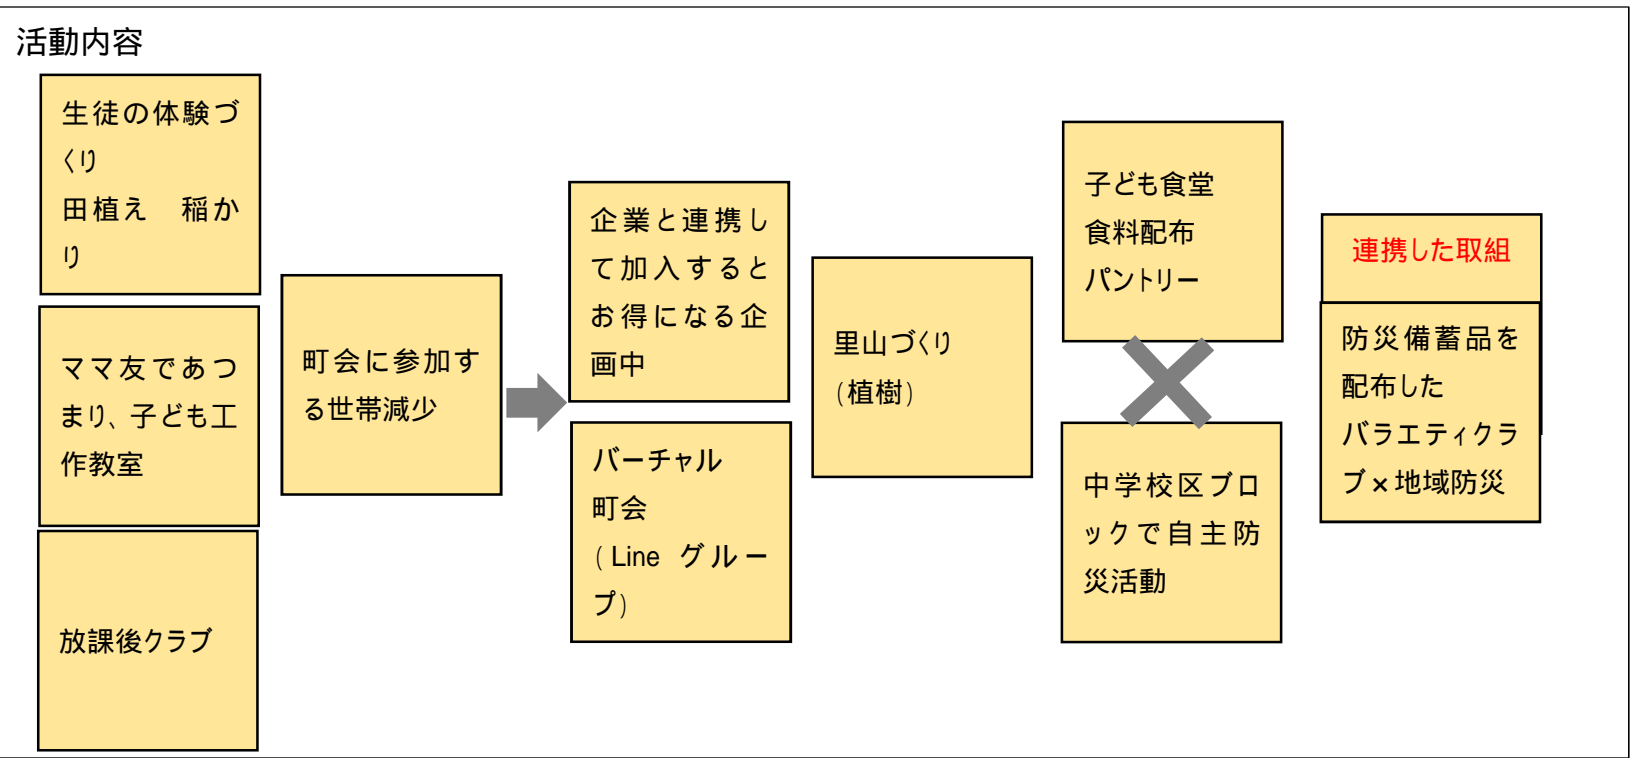 活動内容
生徒の体験づ
くり
田植え　稲か
り
ママ友であつ
まり、子ども工
作教室
放課後クラブ
町会に参加す
る世帯減少
企業と連携し
て加入すると
お得になる企
画中
バーチャル
町会
(Line グルー
プ)
里山づくり
(植樹)
子ども食堂
食料配布
パントリー
中学校区ブロ
ックで自主防
災活動
連携した取組
防災備蓄品を
配布した
バラエティクラ
ブ×地域防災